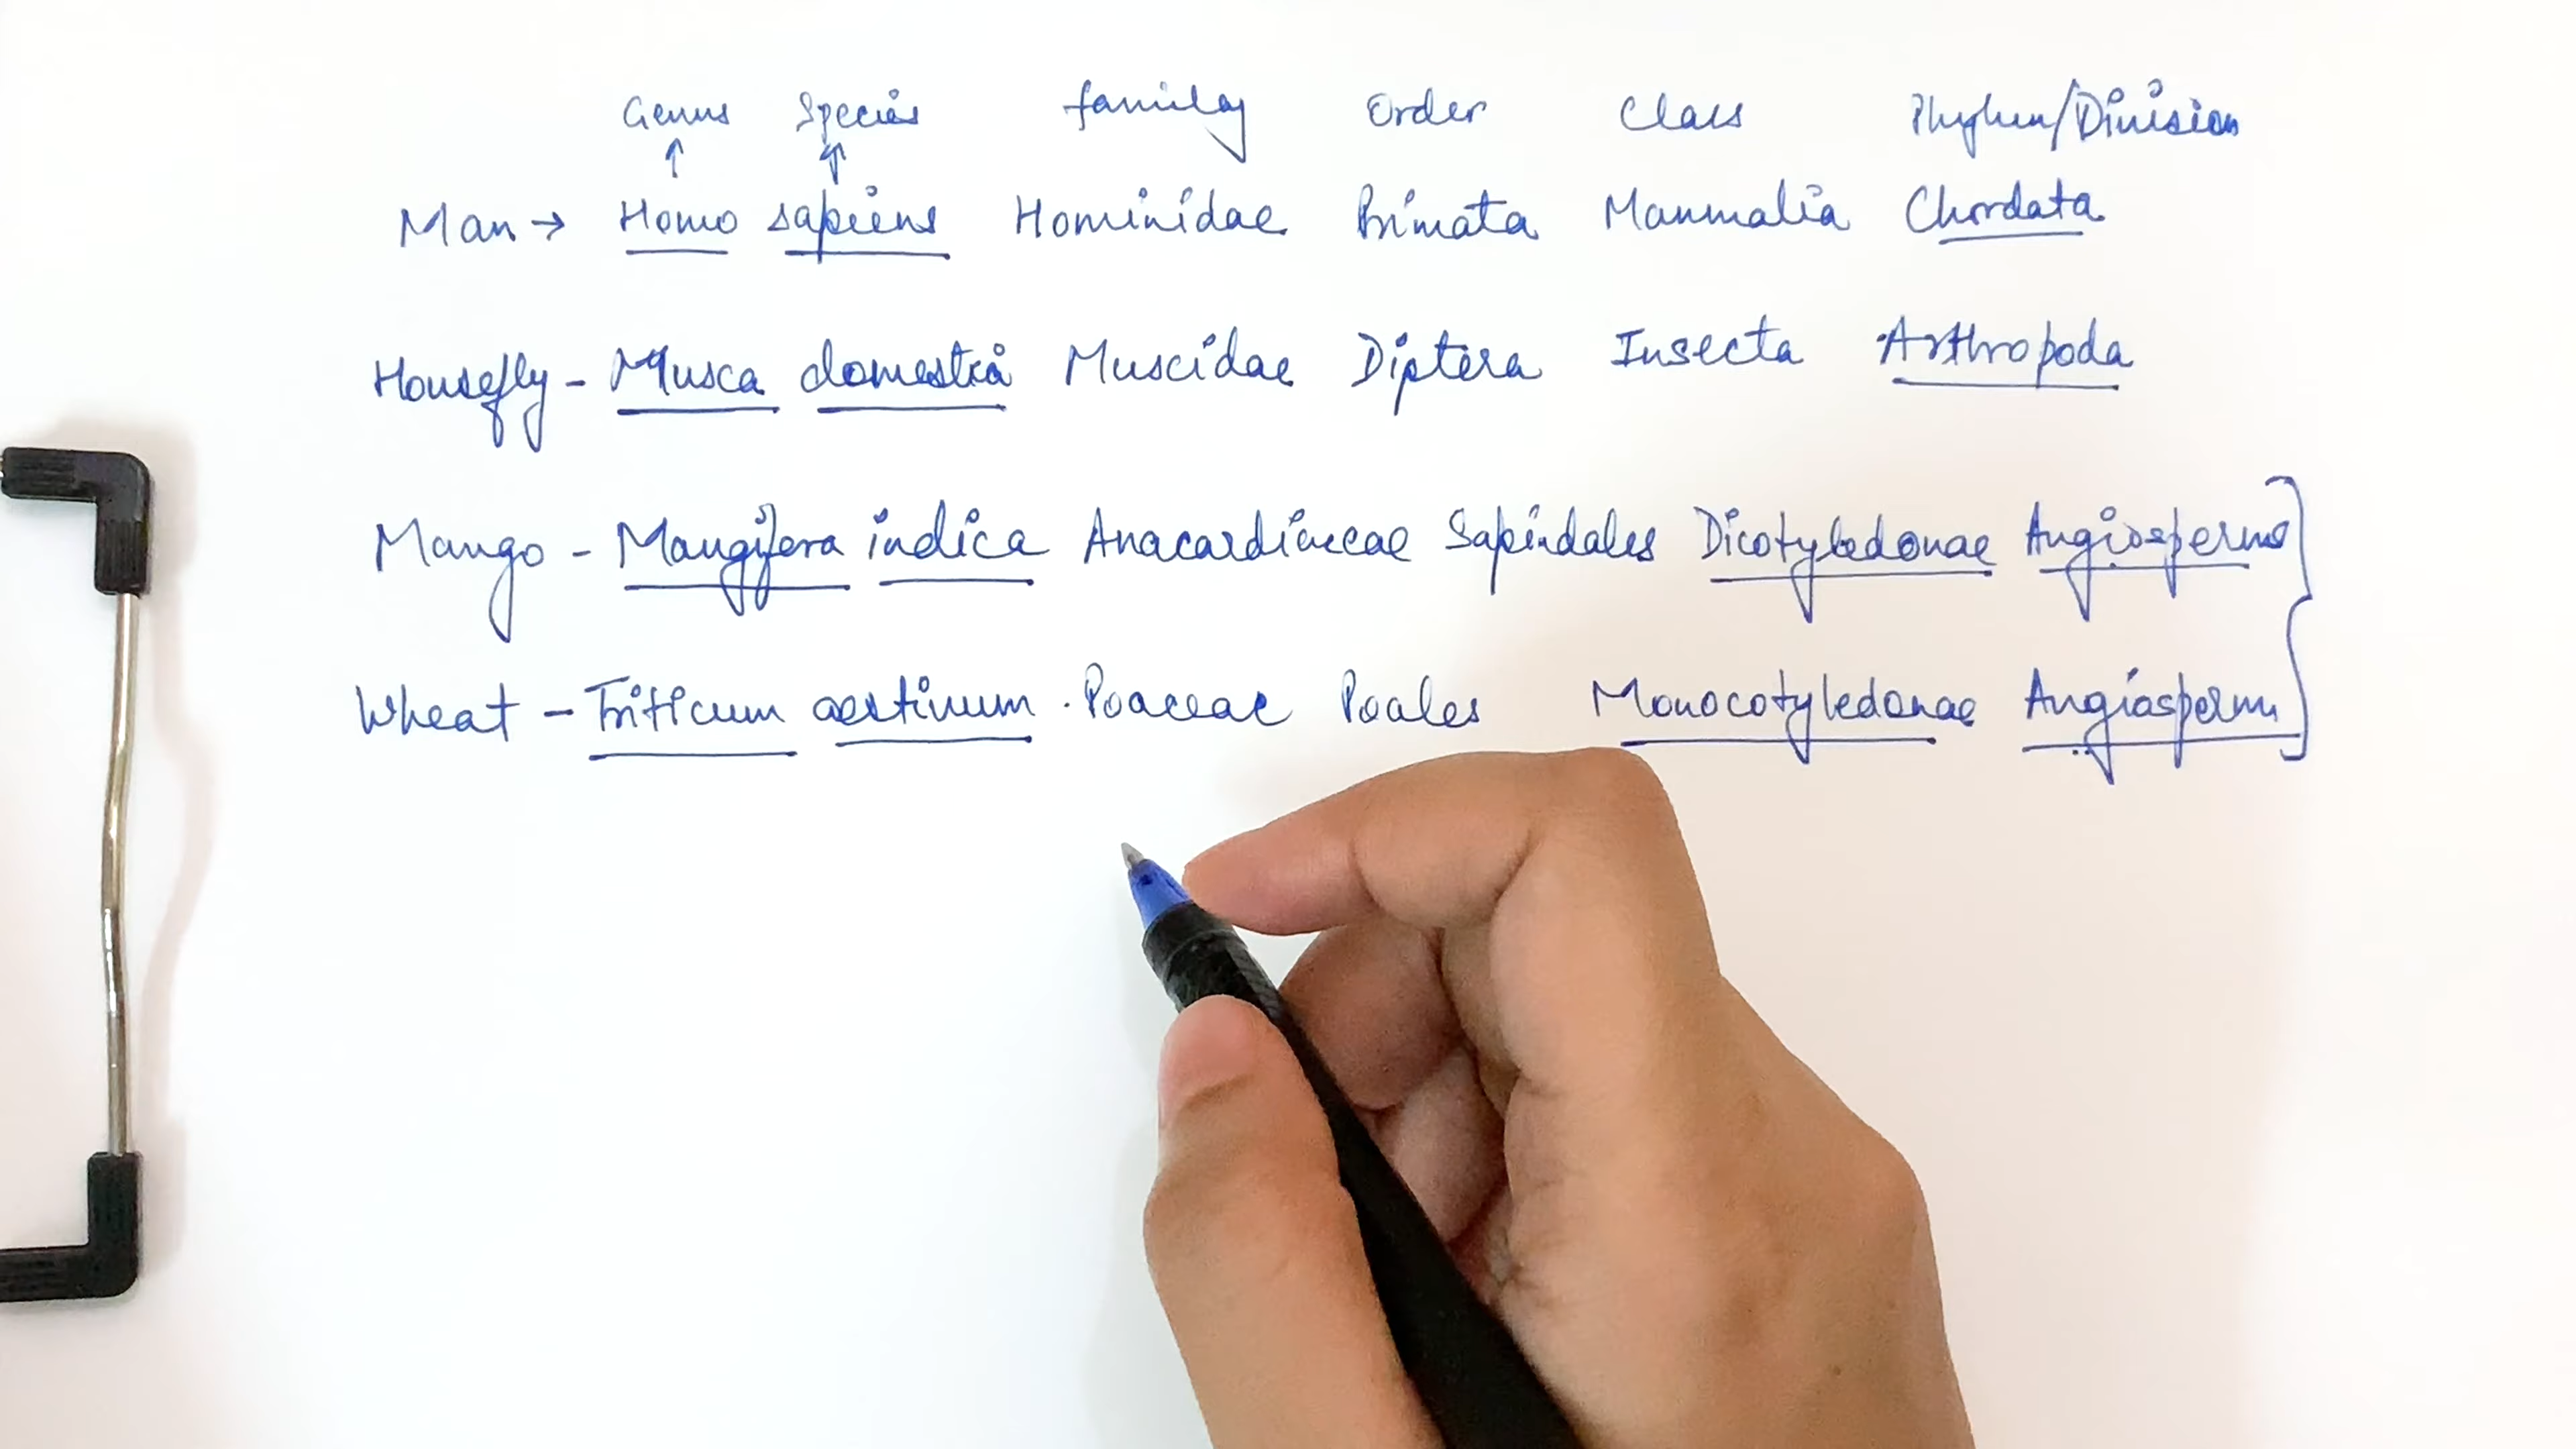 Genus Species family Order Class Phylum/Division
Man → Homo sapiens Hominidae Primata Mammalia Chordata
Housefly - Musca domestica Muscidae Diptera Insecta Arthropoda
Mango - Mangifera indica Anacardiaceae Sapindales Dicotyledonae Angiosperms
Wheat - Triticum aestivum Poaceae Poales Monocotyledonae Angiosperm